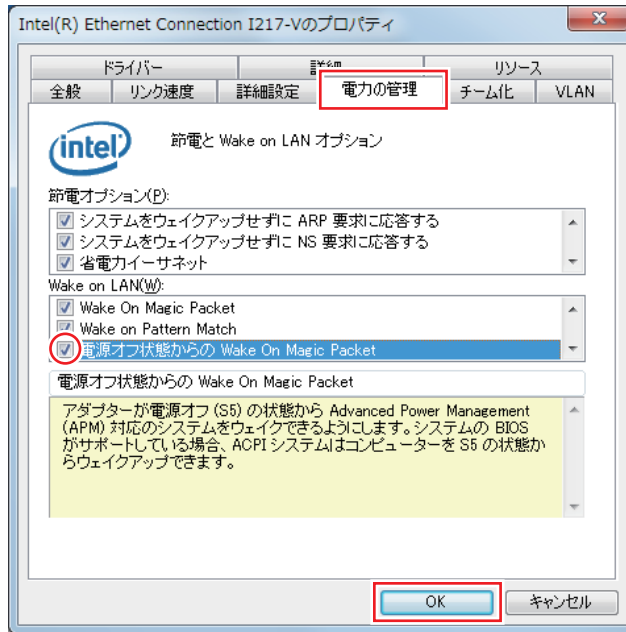 Intel(R) Ethernet Connection I217-Vのプロパティ
ドライバー 詳細 リソース
全般 リンク速度 詳細設定 電力の管理 チーム化 VLAN
intel
節電と Wake on LAN オプション
節電オプション(P):
システムをウェイクアップせずに ARP 要求に応答する
システムをウェイクアップせずに NS 要求に応答する
省電力イーサネット
Wake on LAN(W):
Wake On Magic Packet
Wake on Pattern Match
電源オフ状態からの Wake On Magic Packet
電源オフ状態からの Wake On Magic Packet
アダプターが電源オフ (S5) の状態から Advanced Power Management
(APM) 対応のシステムをウェイクできるようにします。システムの BIOS
がサポートしている場合、ACPI システムはコンピューターを S5 の状態か
らウェイクアップできます。
OK キャンセル